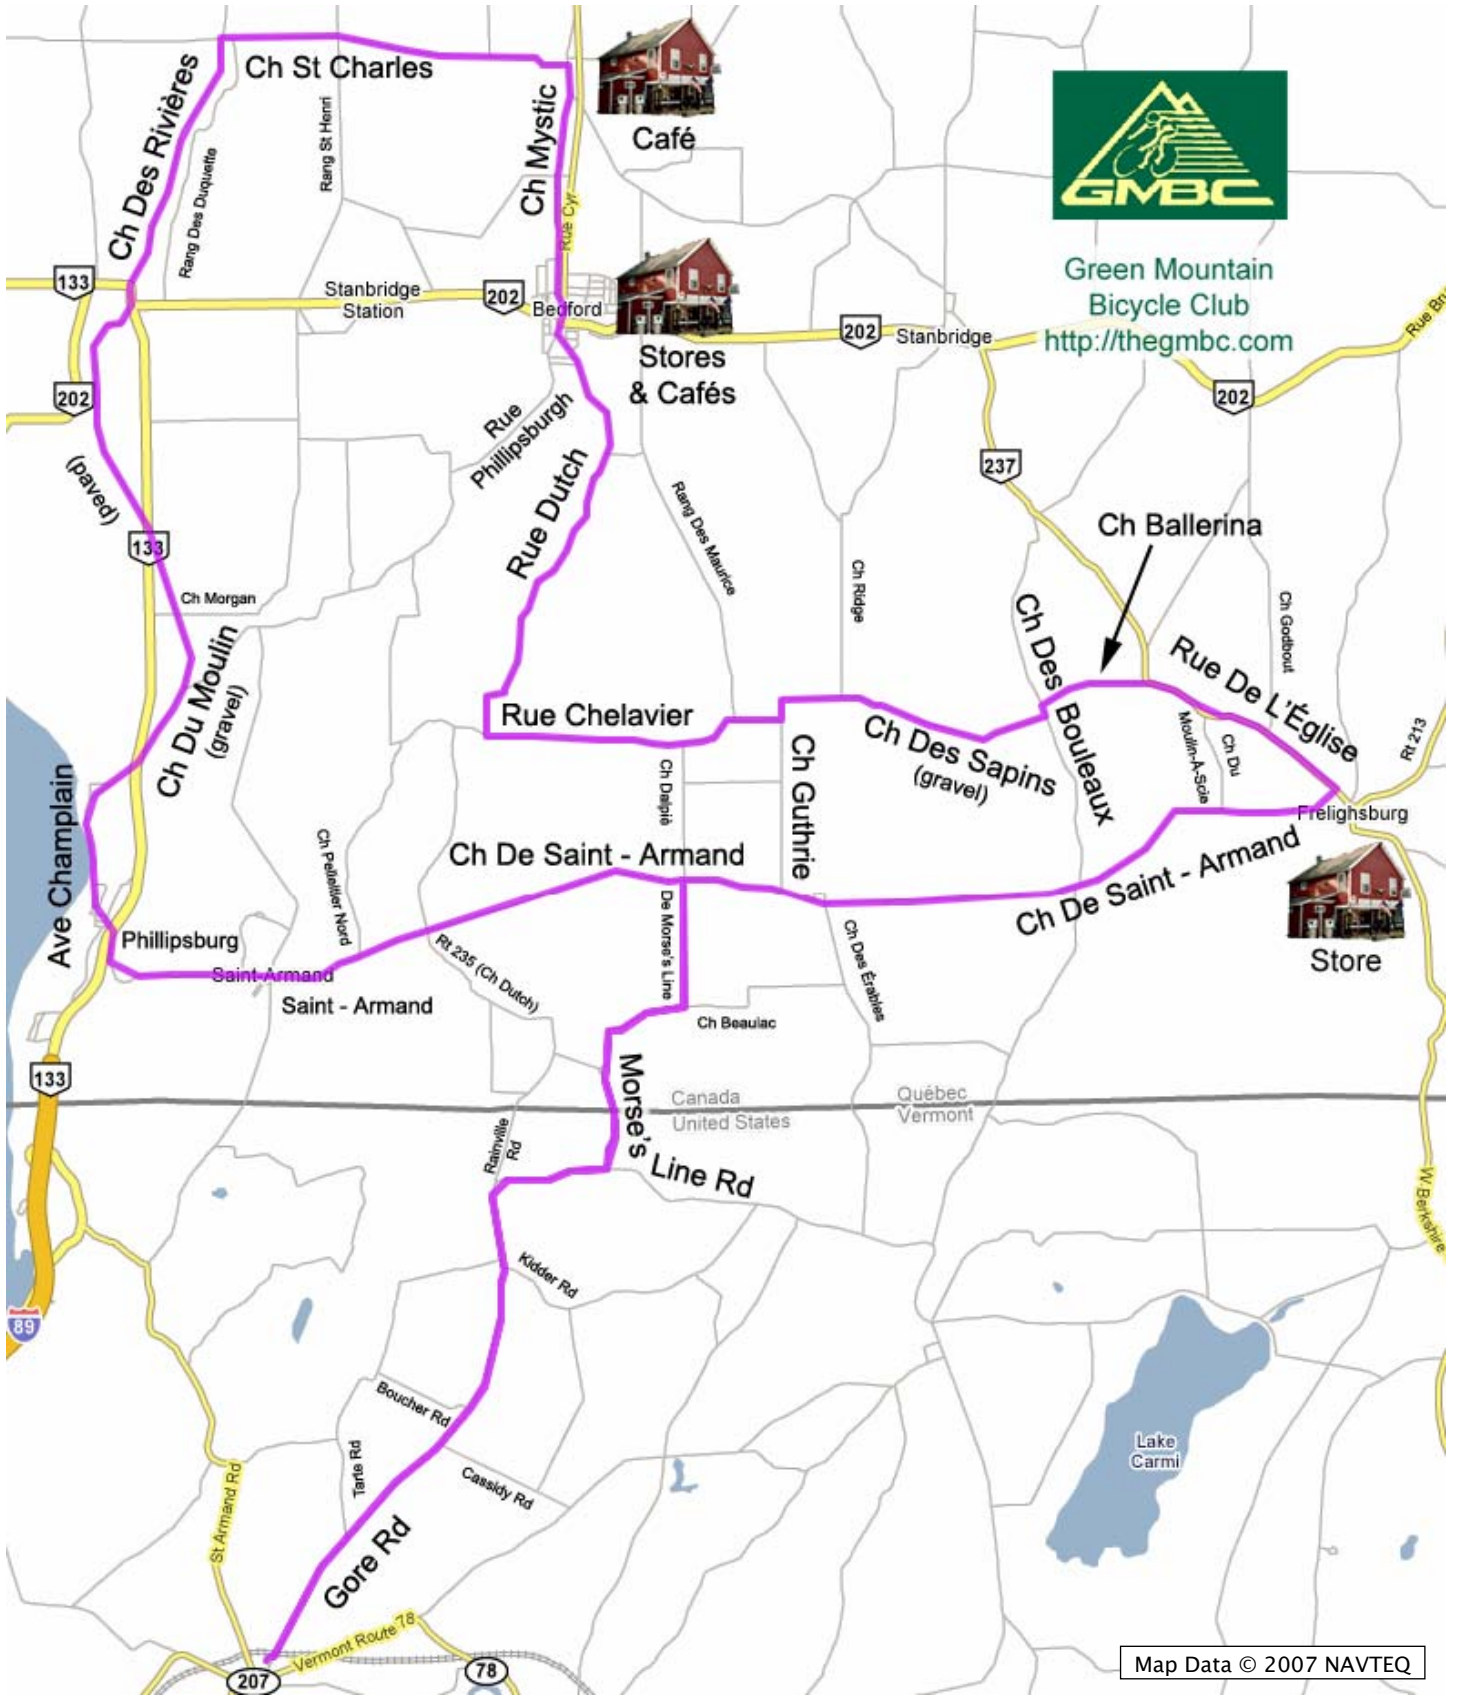 Ch St Charles
Ch Des Rivières
Rang Des Duquette
Rang St Henri
Ch Mystic
Rue Cyr
Café
GMBC
Green Mountain
Bicycle Club
http://thegmbc.com
133
Stanbridge
Station
202
Bedford
Stores
& Cafés
202
Stanbridge
202
202
237
(paved)
Rue
Phillipsburgh
Rue Dutch
Rang Des Maurice
Ch Ridge
Ch Ballerina
133
Ch Morgan
Ch Du Moulin
(gravel)
Ch Des
Bouleaux
Ch Godbout
Rue De L'Église
Rue Chelavier
Ch Des Sapins
(gravel)
Moulin-A-Scie
Ch Du
Rt 213
Ave Champlain
Ch Dalpiè
Ch Guthrie
Frelighsburg
Ch Pelleltier Nord
Ch De Saint - Armand
Ch De Saint - Armand
Store
Phillipsburg
Saint-Armand
Saint - Armand
Rt 235 (Ch Dutch)
De Morse's Line
Ch Beaulac
Ch Des Érables
133
Canada
United States
Québec
Vermont
Morse's
Line Rd
Rainville
Rd
W Berkshire
Kidder Rd
89
Boucher Rd
Tarte Rd
Cassidy Rd
Lake
Carmi
St Armand Rd
Gore Rd
Vermont Route 78
207
78
Map Data © 2007 NAVTEQ